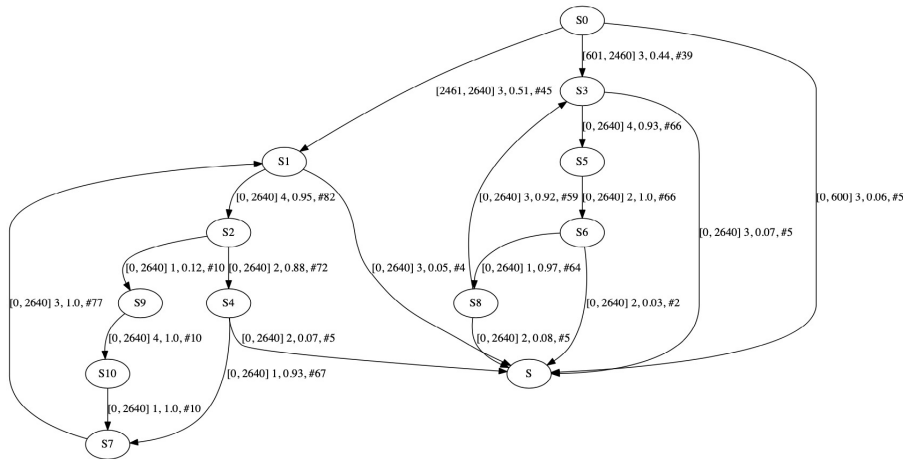 S0
[601, 2460] 3, 0.44, #39
[2461, 2640] 3, 0.51, #45
S3
[0, 2640] 4, 0.93, #66
S1
S5
[0, 2640] 4, 0.95, #82
[0, 2640] 3, 0.92, #59
[0, 2640] 2, 1.0, #66
[0, 600] 3, 0.06, #5
S2
S6
[0, 2640] 3, 0.07, #5
[0, 2640] 1, 0.12, #10
[0, 2640] 2, 0.88, #72
[0, 2640] 3, 0.05, #4
[0, 2640] 1, 0.97, #64
[0, 2640] 3, 1.0, #77
S9
S4
S8
[0, 2640] 2, 0.03, #2
[0, 2640] 4, 1.0, #10
[0, 2640] 2, 0.07, #5
[0, 2640] 2, 0.08, #5
S10
[0, 2640] 1, 0.93, #67
S
[0, 2640] 1, 1.0, #10
S7